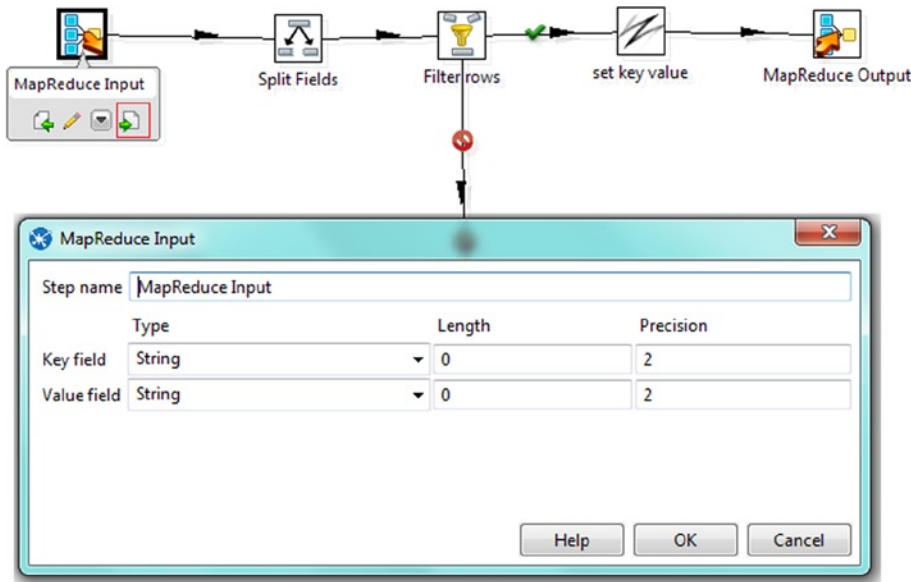 MapReduce Input
Split Fields
Filter rows
set key value
MapReduce Output
MapReduce Input
Step name MapReduce Input
Type Length Precision
Key field String 0 2
Value field String 0 2
Help OK Cancel